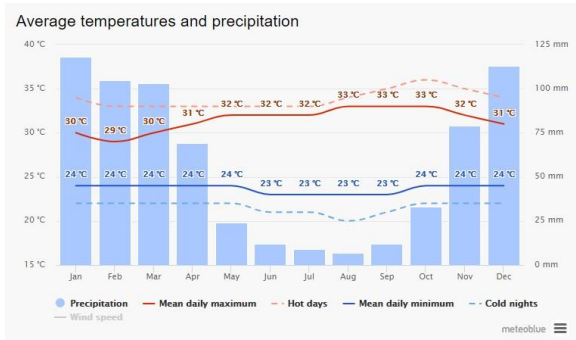 Average temperatures and precipitation
40 °C 125 mm
35 °C 100 mm
30 °C 75 mm
25 °C 50 mm
20 °C 25 mm
15 °C 0 mm
30 °C 29 °C 30 °C 31 °C 32 °C 32 °C 32 °C 33 °C 33 °C 33 °C 32 °C 31 °C
24 °C 24 °C 24 °C 24 °C 24 °C 23 °C 23 °C 23 °C 23 °C 24 °C 24 °C 24 °C
Jan Feb Mar Apr May Jun Jul Aug Sep Oct Nov Dec
Precipitation Mean daily maximum Hot days Mean daily minimum Cold nights
Wind speed
meteoblue